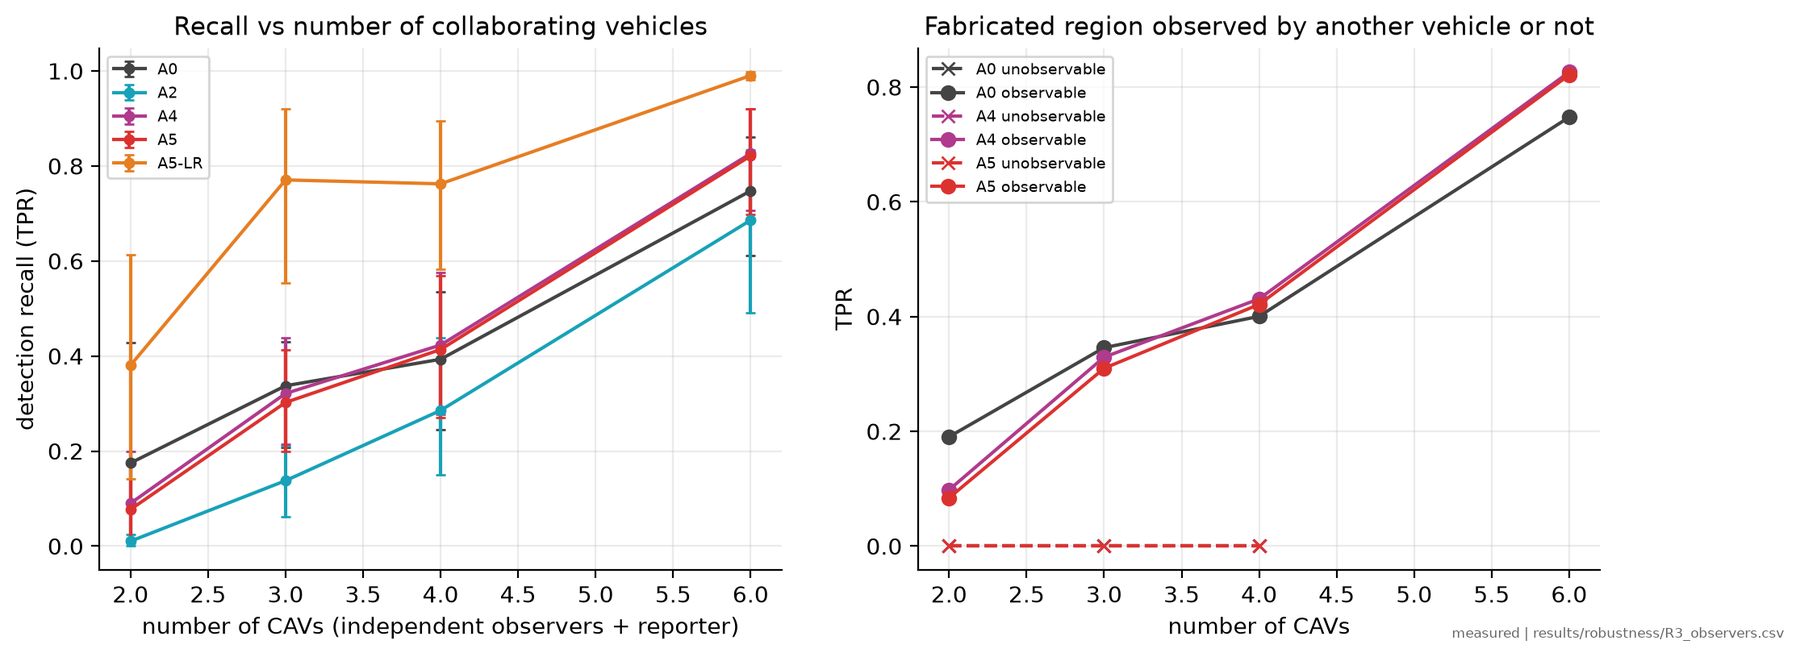 Recall vs number of collaborating vehicles
A0
A2
A4
A5
A5-LR
1.0
0.8
0.6
0.4
0.2
0.0
detection recall (TPR)
2.0 2.5 3.0 3.5 4.0 4.5 5.0 5.5 6.0
number of CAVs (independent observers + reporter)
Fabricated region observed by another vehicle or not
A0 unobservable
A0 observable
A4 unobservable
A4 observable
A5 unobservable
A5 observable
0.8
0.6
0.4
0.2
0.0
TPR
2.0 2.5 3.0 3.5 4.0 4.5 5.0 5.5 6.0
number of CAVs
measured | results/robustness/R3_observers.csv